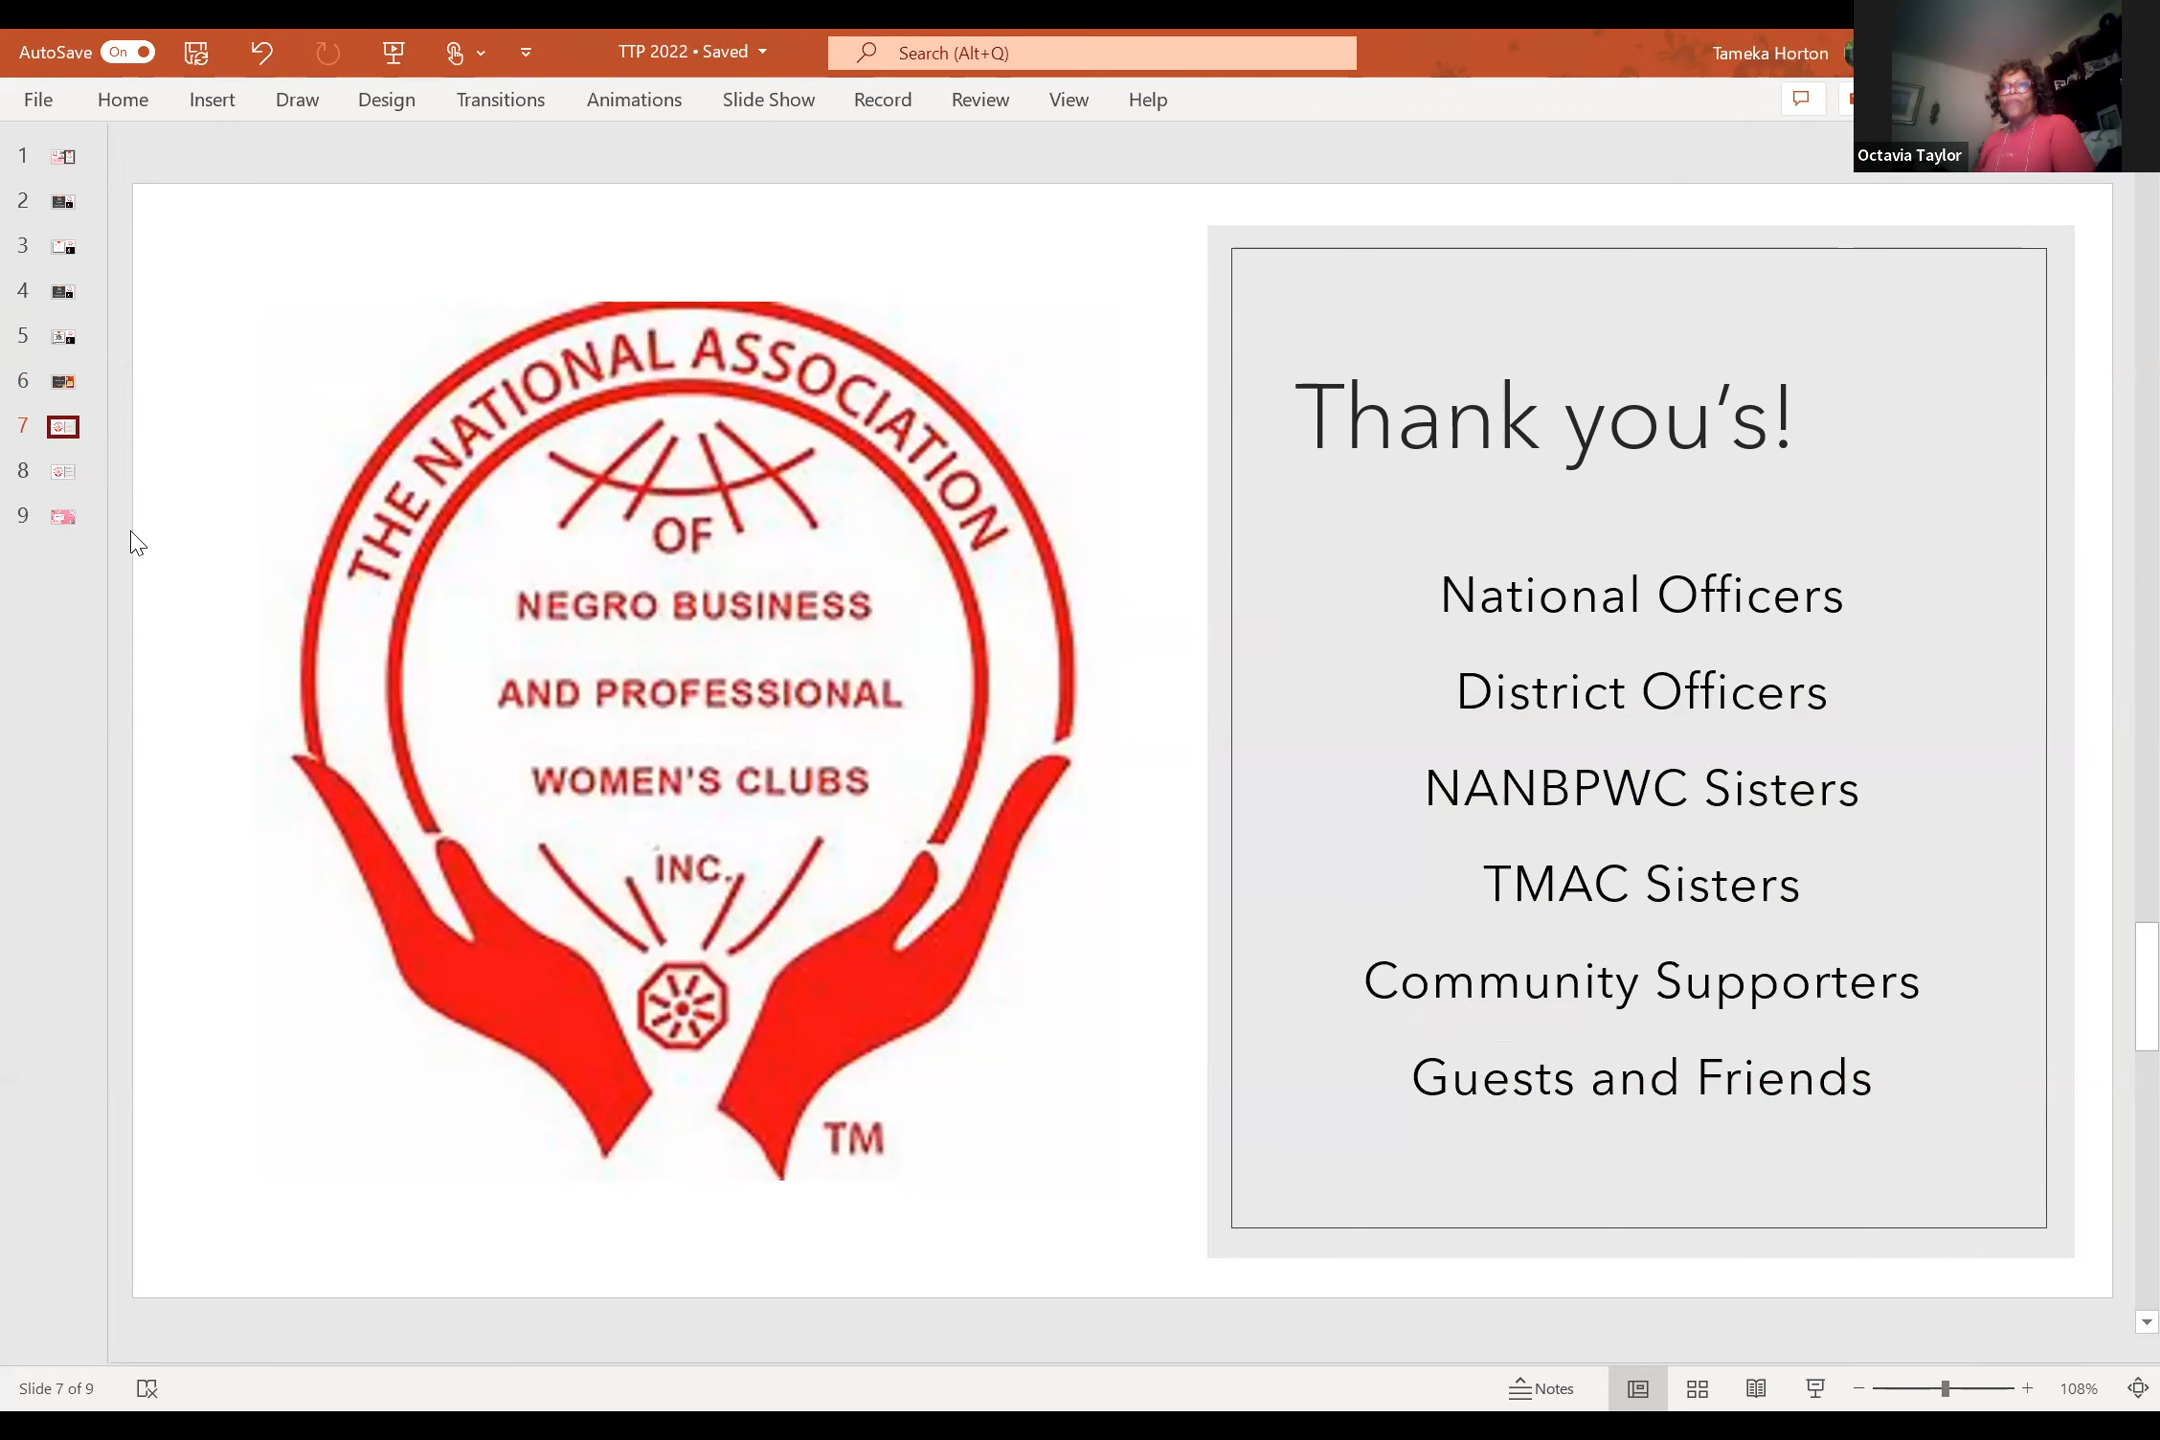 AutoSave On
TTP 2022 • Saved
Search (Alt+Q)
Tameka Horton
File Home Insert Draw Design Transitions Animations Slide Show Record Review View Help
Octavia Taylor
1
2
3
4
5
6
7
8
9
THE NATIONAL ASSOCIATION
OF
NEGRO BUSINESS
AND PROFESSIONAL
WOMEN'S CLUBS
INC.
TM
Thank you’s!
National Officers
District Officers
NANBPWC Sisters
TMAC Sisters
Community Supporters
Guests and Friends
Slide 7 of 9
Notes
108%